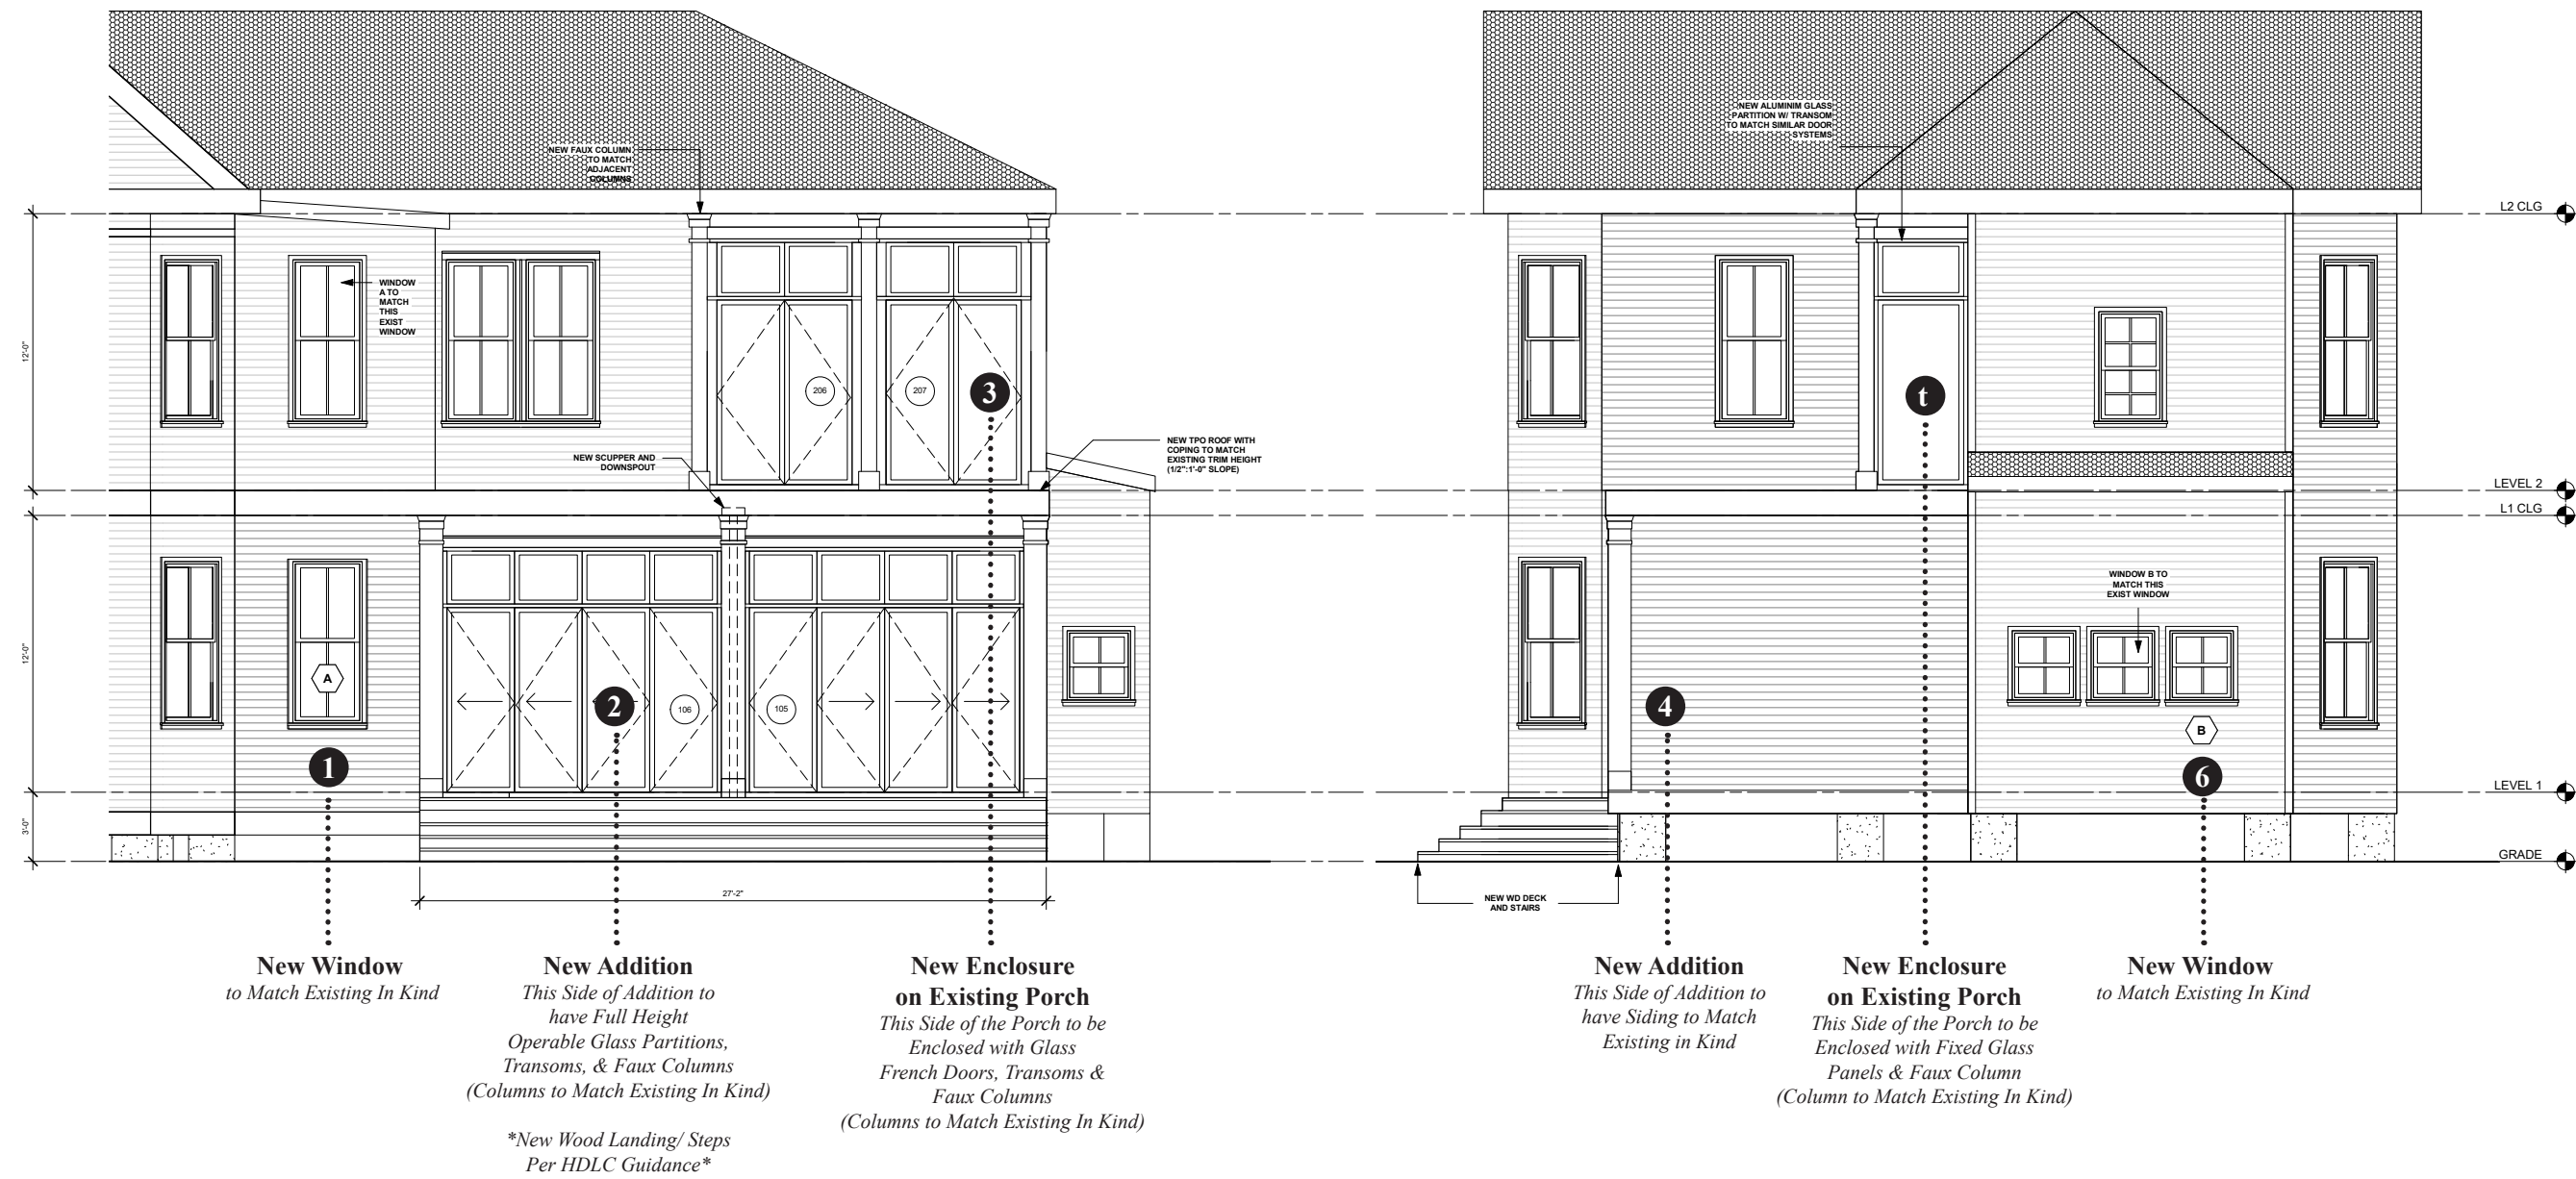 NEW FAUX COLUMN
TO MATCH
ADJACENT
COLUMNS
WINDOW
A TO
MATCH
THIS
EXIST
WINDOW
12'-0"
206
207
3
NEW SCUPPER AND
DOWNSPOUT
NEW TPO ROOF WITH
COPING TO MATCH
EXISTING TRIM HEIGHT
(1/2":1'-0" SLOPE)
12'-0"
A
2
106
105
1
3'-0"
27'-2"
New Window
to Match Existing In Kind
New Addition
This Side of Addition to
have Full Height
Operable Glass Partitions,
Transoms, & Faux Columns
(Columns to Match Existing In Kind)
*New Wood Landing/ Steps
Per HDLC Guidance*
New Enclosure
on Existing Porch
This Side of the Porch to be
Enclosed with Glass
French Doors, Transoms &
Faux Columns
(Columns to Match Existing In Kind)
NEW ALUMINIM GLASS
PARTITION W/ TRANSOM
TO MATCH SIMILAR DOOR
SYSTEMS
L2 CLG
t
LEVEL 2
L1 CLG
WINDOW B TO
MATCH THIS
EXIST WINDOW
4
B
6
LEVEL 1
GRADE
NEW WD DECK
AND STAIRS
New Addition
This Side of Addition to
have Siding to Match
Existing in Kind
New Enclosure
on Existing Porch
This Side of the Porch to be
Enclosed with Fixed Glass
Panels & Faux Column
(Column to Match Existing In Kind)
New Window
to Match Existing In Kind